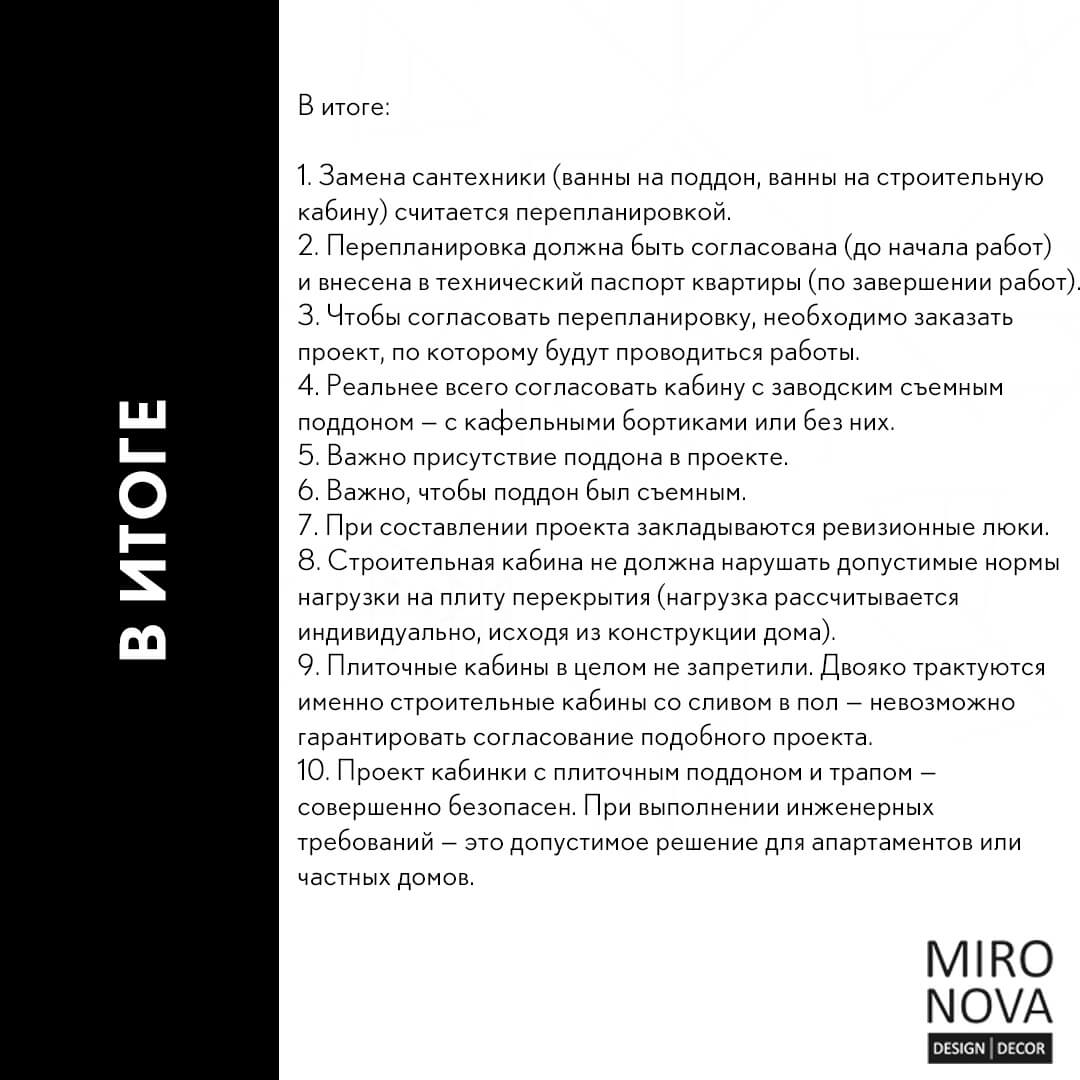 В ИТОГЕ
В итоге:
1. Замена сантехники (ванны на поддон, ванны на строительную
кабину) считается перепланировкой.
2. Перепланировка должна быть согласована (до начала работ)
и внесена в технический паспорт квартиры (по завершении работ).
3. Чтобы согласовать перепланировку, необходимо заказать
проект, по которому будут проводиться работы.
4. Реальнее всего согласовать кабину с заводским съемным
поддоном — с кафельными бортиками или без них.
5. Важно присутствие поддона в проекте.
6. Важно, чтобы поддон был съемным.
7. При составлении проекта закладываются ревизионные люки.
8. Строительная кабина не должна нарушать допустимые нормы
нагрузки на плиту перекрытия (нагрузка рассчитывается
индивидуально, исходя из конструкции дома).
9. Плиточные кабины в целом не запретили. Двояко трактуются
именно строительные кабины со сливом в пол — невозможно
гарантировать согласование подобного проекта.
10. Проект кабинки с плиточным поддоном и трапом —
совершенно безопасен. При выполнении инженерных
требований — это допустимое решение для апартаментов или
частных домов.
MIRO
NOVA
DESIGN | DECOR